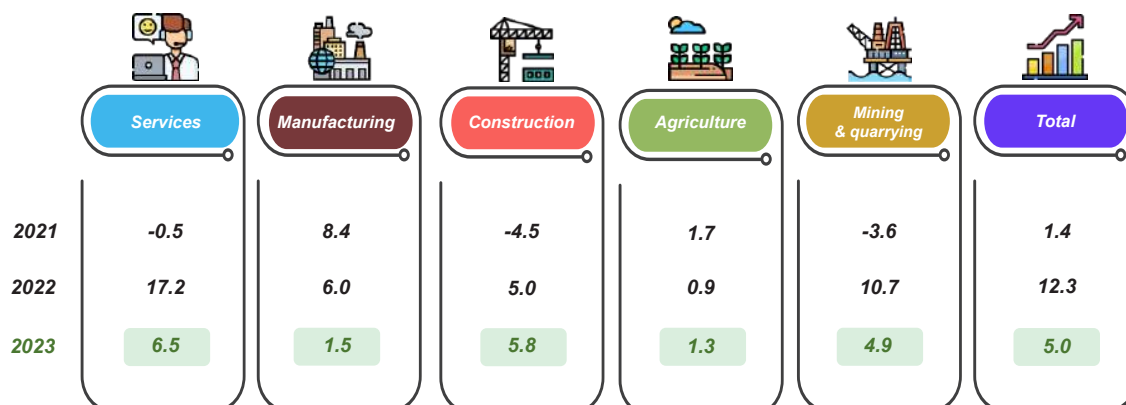 Services Manufacturing Construction Agriculture Mining & quarrying Total
2021 -0.5 8.4 -4.5 1.7 -3.6 1.4
2022 17.2 6.0 5.0 0.9 10.7 12.3
2023 6.5 1.5 5.8 1.3 4.9 5.0